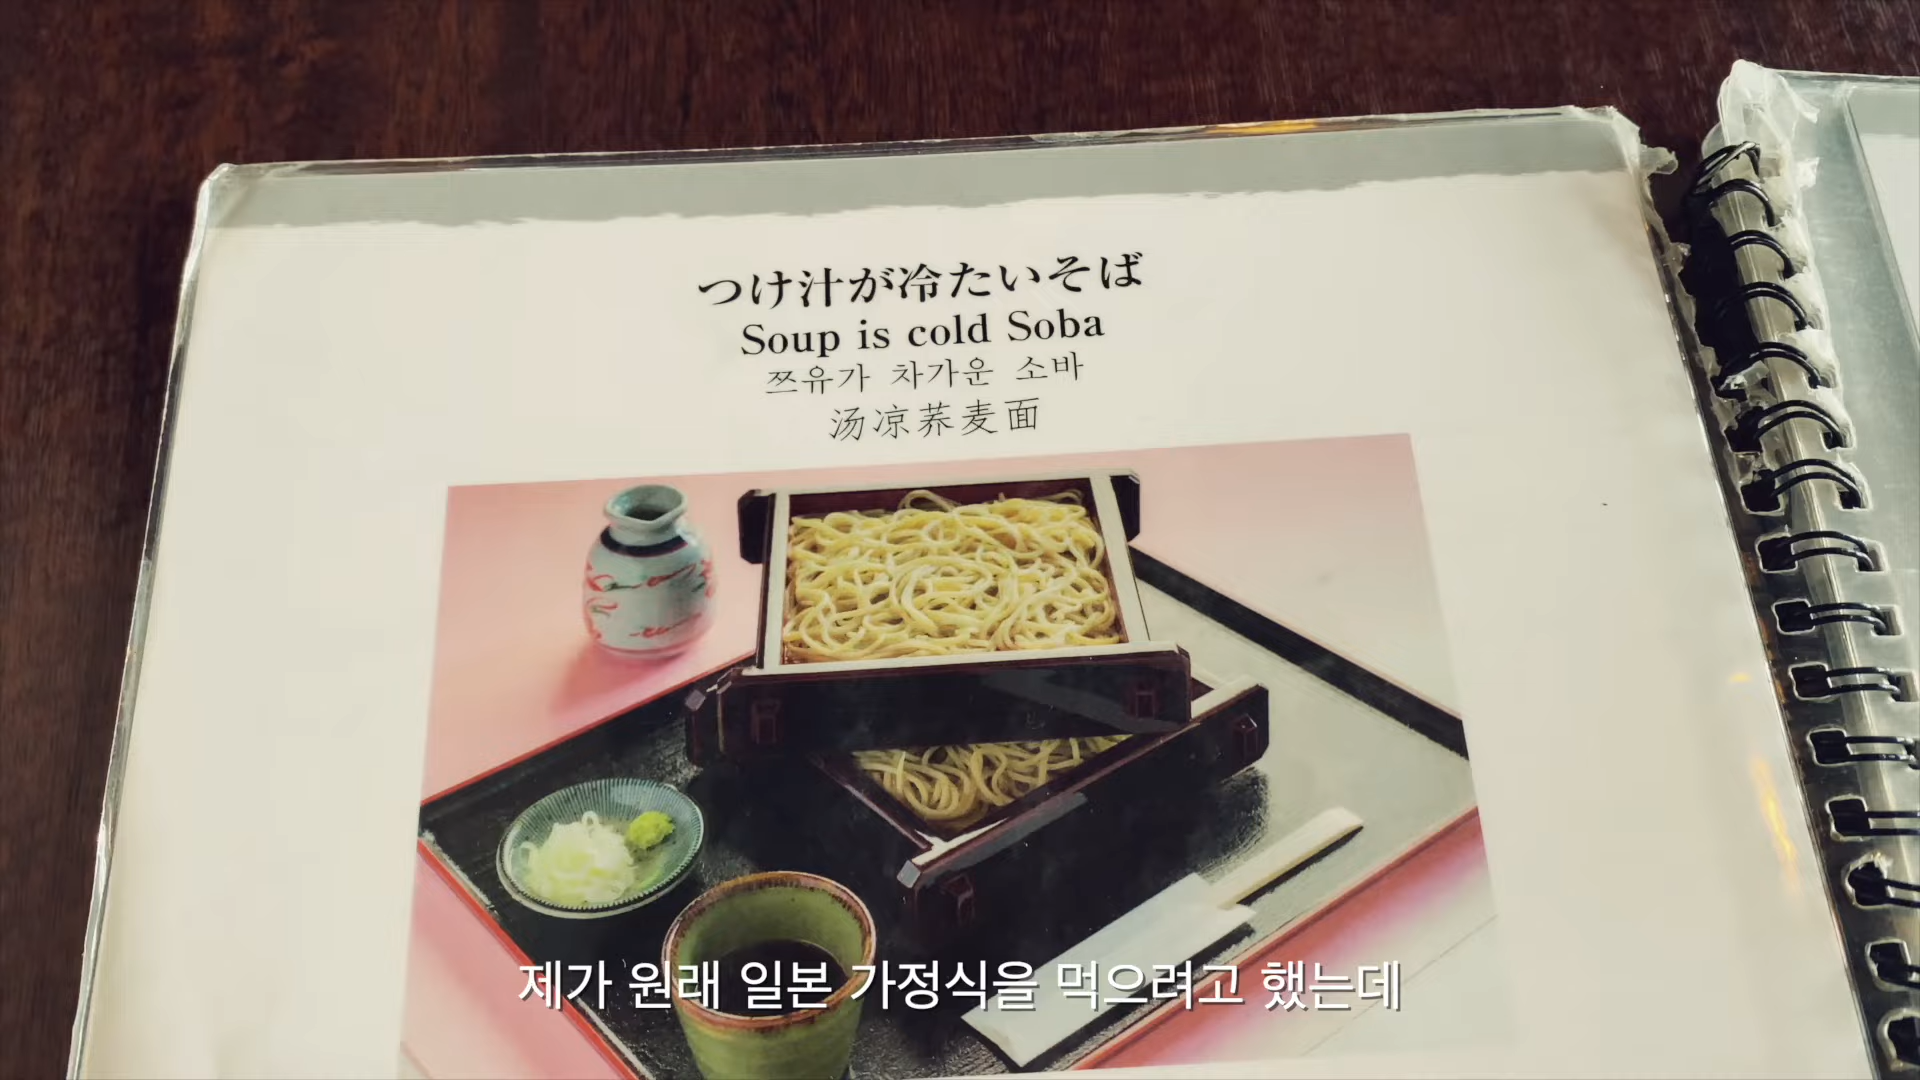 つけ汁が冷たいそば
Soup is cold Soba
쯔유가 차가운 소바
汤凉荞麦面
제가 원래 일본 가정식을 먹으려고 했는데